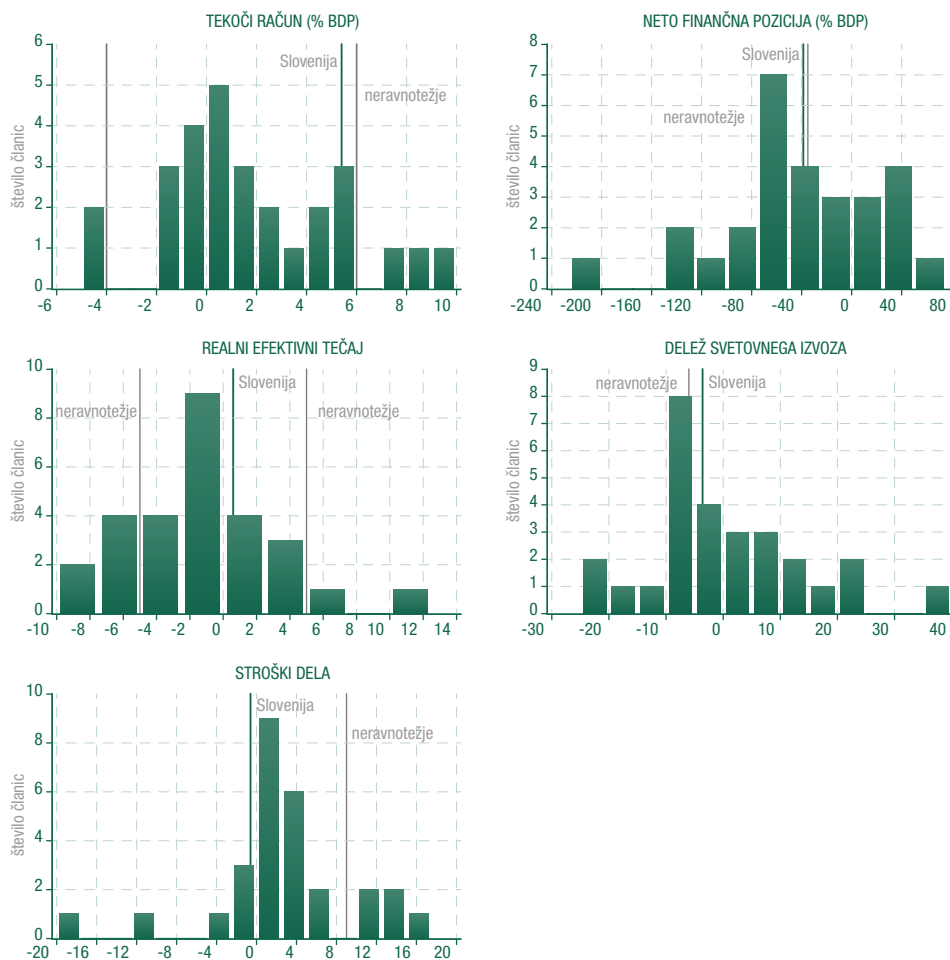 TEKOČI RAČUN (% BDP)
število članic
6
5
4
3
2
1
0
Slovenija
neravnotežje
-6 -4 -2 0 2 4 6 8 10
NETO FINANČNA POZICIJA (% BDP)
število članic
8
7
6
5
4
3
2
1
0
Slovenija
neravnotežje
-240 -200 -160 -120 -80 -40 0 40 80
REALNI EFEKTIVNI TEČAJ
število članic
10
8
6
4
2
0
neravnotežje
Slovenija
neravnotežje
-10 -8 -6 -4 -2 0 2 4 6 8 10 12 14
DELEŽ SVETOVNEGA IZVOZA
število članic
9
8
7
6
5
4
3
2
1
0
neravnotežje
Slovenija
-30 -20 -10 0 10 20 30 40
STROŠKI DELA
število članic
10
8
6
4
2
0
Slovenija
neravnotežje
-20 -16 -12 -8 -4 0 4 8 12 16 20